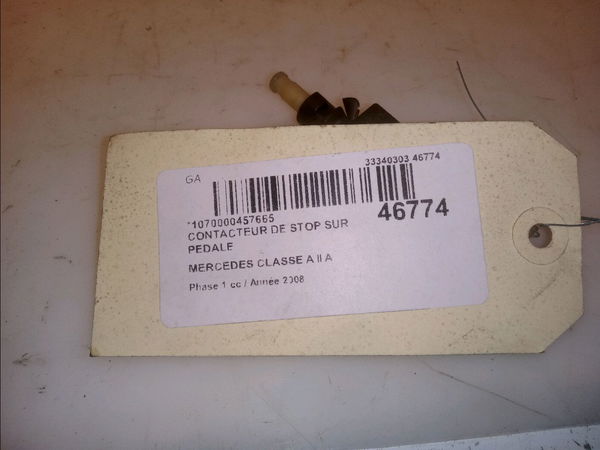 GA
33340303 46774
*1070000457665
46774
CONTACTEUR DE STOP SUR
PEDALE
MERCEDES CLASSE A II A
Phase 1 cc / Année 2008